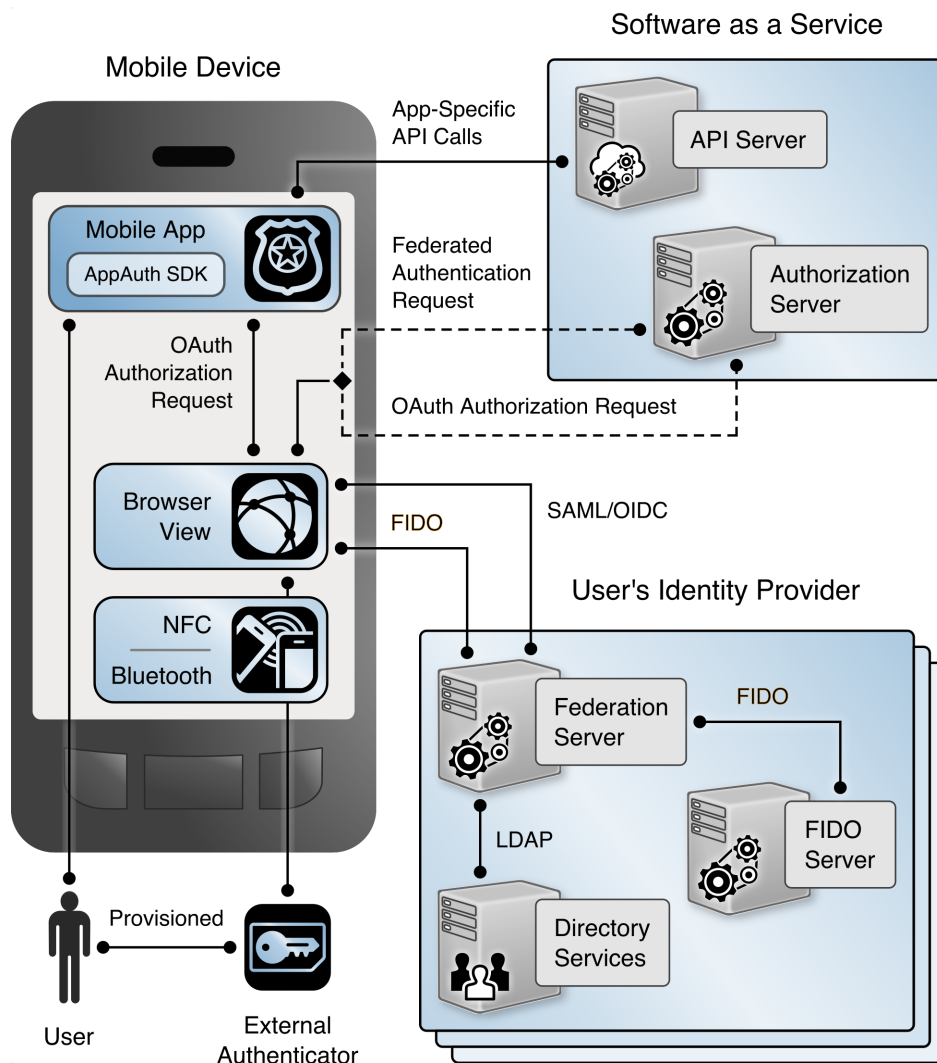 Software as a Service
Mobile Device
App-Specific
API Calls
API Server
Mobile App
AppAuth SDK
Federated
Authentication
Request
Authorization
Server
OAuth
Authorization
Request
OAuth Authorization Request
Browser
View
FIDO
SAML/OIDC
User's Identity Provider
NFC
Bluetooth
Federation
Server
FIDO
LDAP
FIDO
Server
Provisioned
Directory
Services
User
External
Authenticator